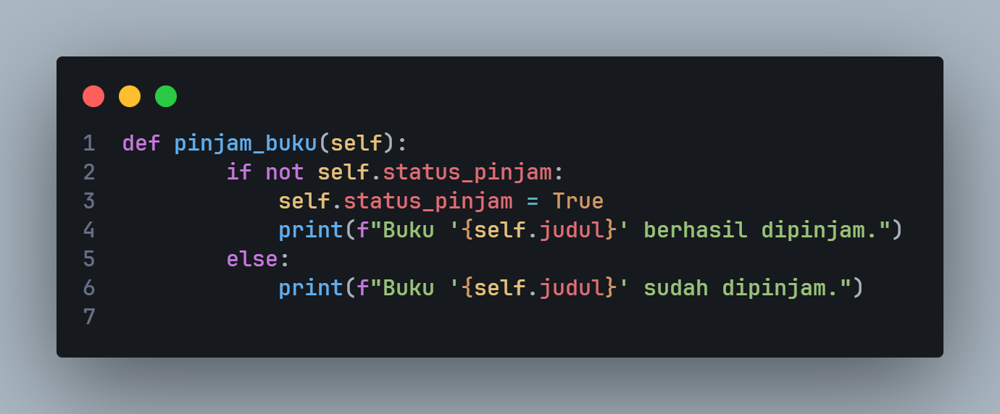 1 def pinjam_buku(self):
2         if not self.status_pinjam:
3             self.status_pinjam = True
4             print(f"Buku '{self.judul}' berhasil dipinjam.")
5         else:
6             print(f"Buku '{self.judul}' sudah dipinjam.")
7